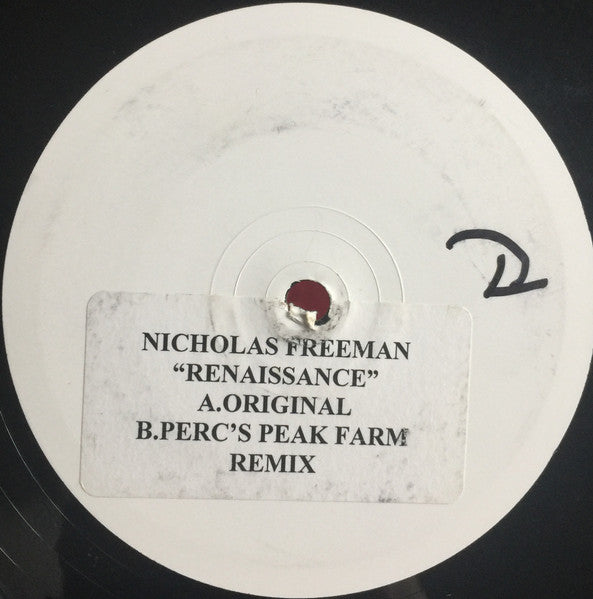 NICHOLAS FREEMAN
“RENAISSANCE”
A.ORIGINAL
B.PERC’S PEAK FARM
REMIX